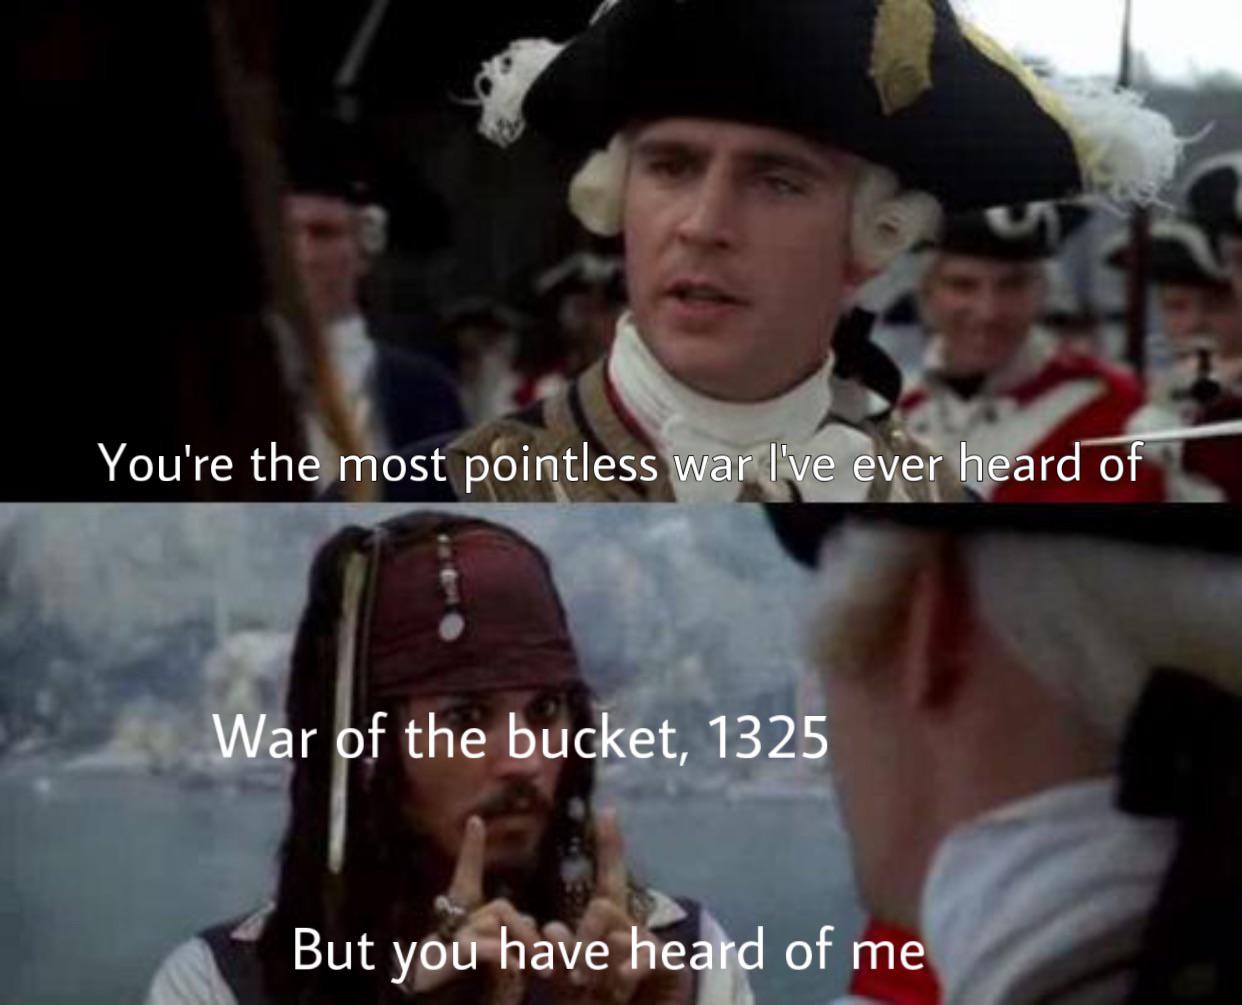 You're the most pointless war I've ever heard of
War of the bucket, 1325
But you have heard of me